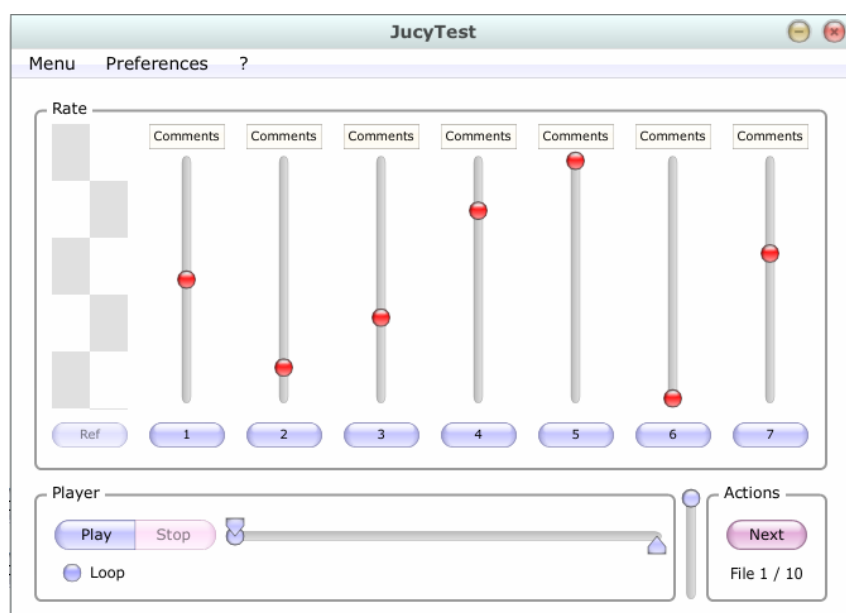 JucyTest
Menu Preferences ?
Rate
Comments Comments Comments Comments Comments Comments Comments
Ref 1 2 3 4 5 6 7
Player
Actions
Play Stop
Next
Loop
File 1 / 10